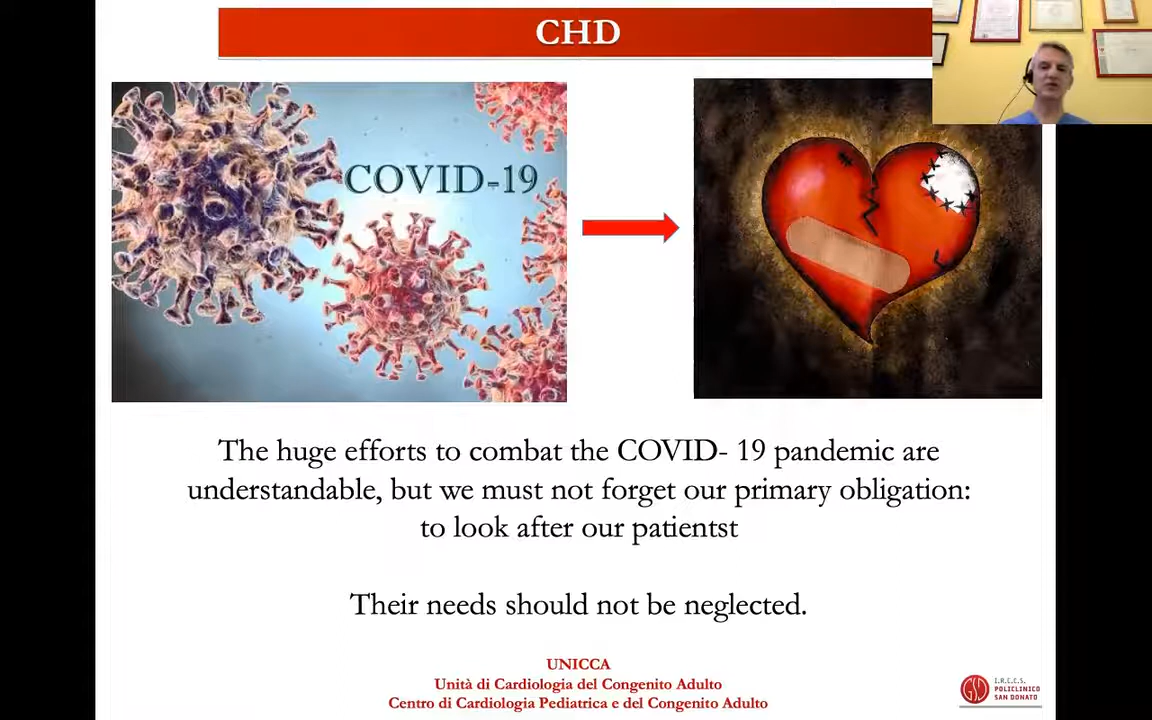 CHD
COVID-19
The huge efforts to combat the COVID- 19 pandemic are
understandable, but we must not forget our primary obligation:
to look after our patientst
Their needs should not be neglected.
UNICCA
Unità di Cardiologia del Congenito Adulto
Centro di Cardiologia Pediatrica e del Congenito Adulto
GSD
I.R.C.C.S.
POLICLINICO
SAN DONATO